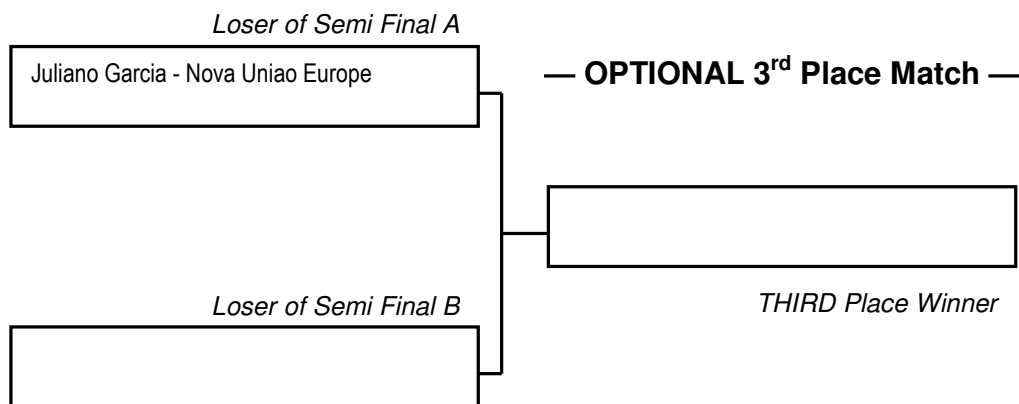 Loser of Semi Final A
Juliano Garcia - Nova Uniao Europe
— OPTIONAL 3rd Place Match —
Loser of Semi Final B
THIRD Place Winner